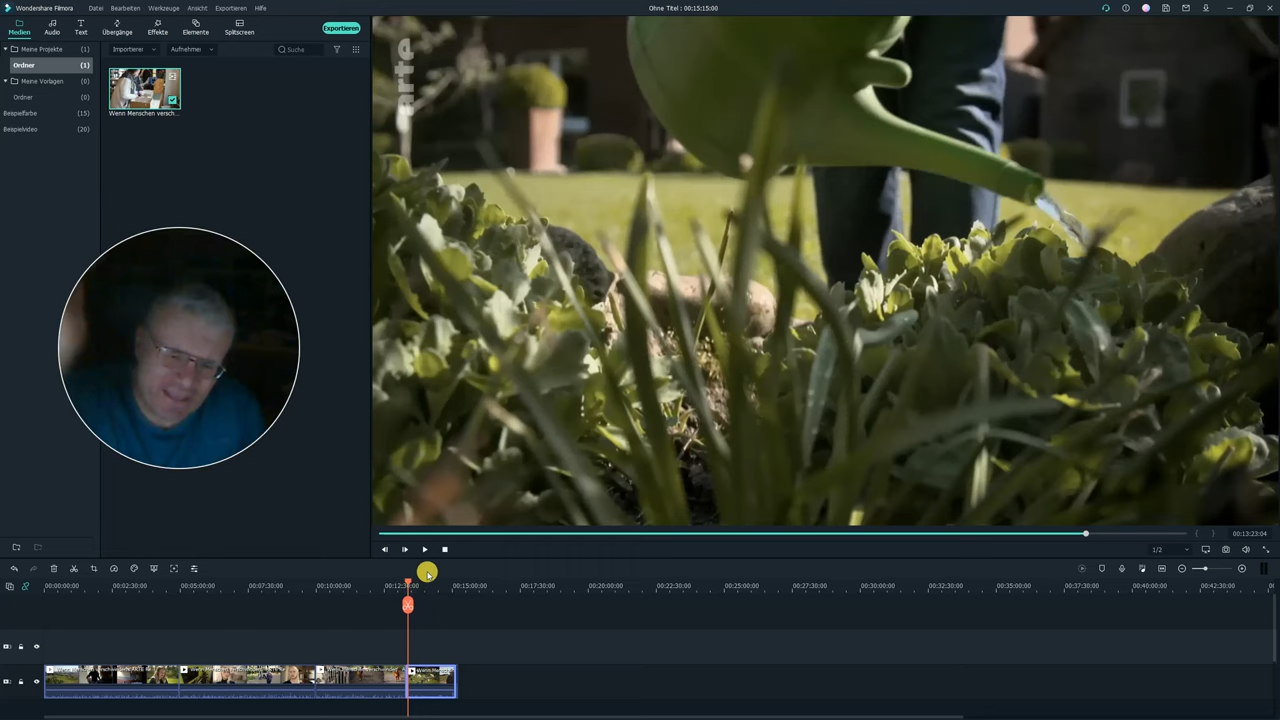 Wondershare Filmora Datei Bearbeiten Werkzeuge Ansicht Exportieren Hilfe Ohne Titel : 00:15:15:00
Medien Audio Text Übergänge Effekte Elemente Splitscreen Exportieren
Meine Projekte (1)
Ordner (1)
Meine Vorlagen (0)
Ordner (0)
Beispielfarbe (15)
Beispielvideo (20)
Importieren Aufnehmen Suche
Wenn Menschen versch...
arte
1/2 00:13:23:04
00:00:00:00 00:02:30:00 00:05:00:00 00:07:30:00 00:10:00:00 00:12:30:00 00:15:00:00 00:17:30:00 00:20:00:00 00:22:30:00 00:25:00:00 00:27:30:00 00:30:00:00 00:32:30:00 00:35:00:00 00:37:30:00 00:40:00:00 00:42:30:00